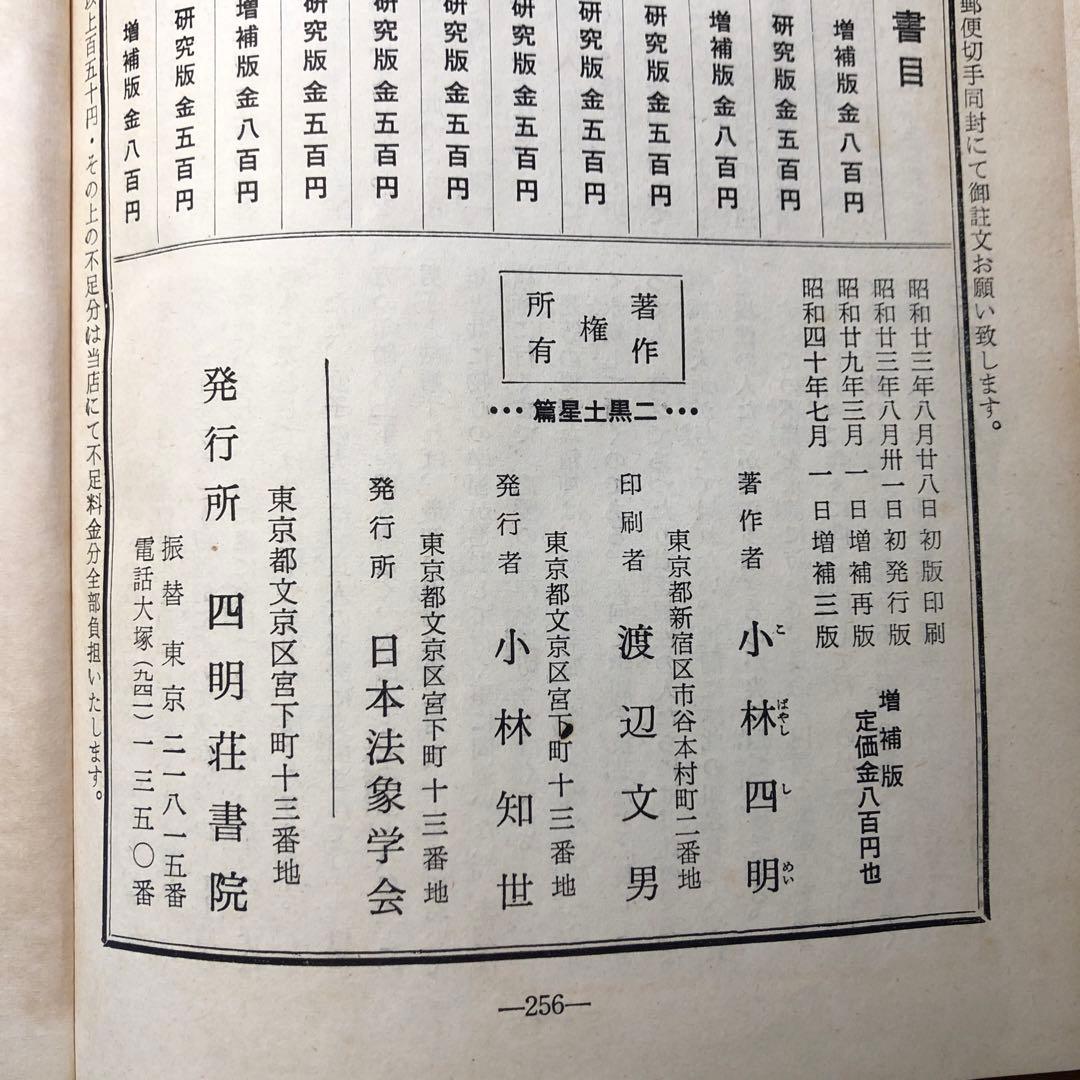 郵便切手同封にて御註文お願い致します。
書目
増補版金八百円
研究版金五百円
増補版金八百円
研究版金五百円
研究版金五百円
研究版金五百円
研究版金五百円
研究版金五百円
研究版金五百円
増補版金八百円
研究版金五百円
増補版金八百円
以上百五十円・その上の不足分は当店にて不足料金分全部負担いたします。
昭和廿三年八月廿八日初版印刷
昭和廿三年八月卅一日初発行版
昭和廿九年三月一日増補再版
昭和四十年七月一日増補三版
増補版
定価金八百円也
著作
権
所有
•••二黒土星篇•••
著作者 小林四明
こ ばやし し めい
東京都新宿区市谷本村町二番地
印刷者 渡辺文男
東京都文京区宮下町十三番地
発行者 小林知世
東京都文京区宮下町十三番地
発行所 日本法象学会
東京都文京区宮下町十三番地
発行所 四明荘書院
振替 東京二一八一五番
電話大塚(九四一)一三五〇番
—256—